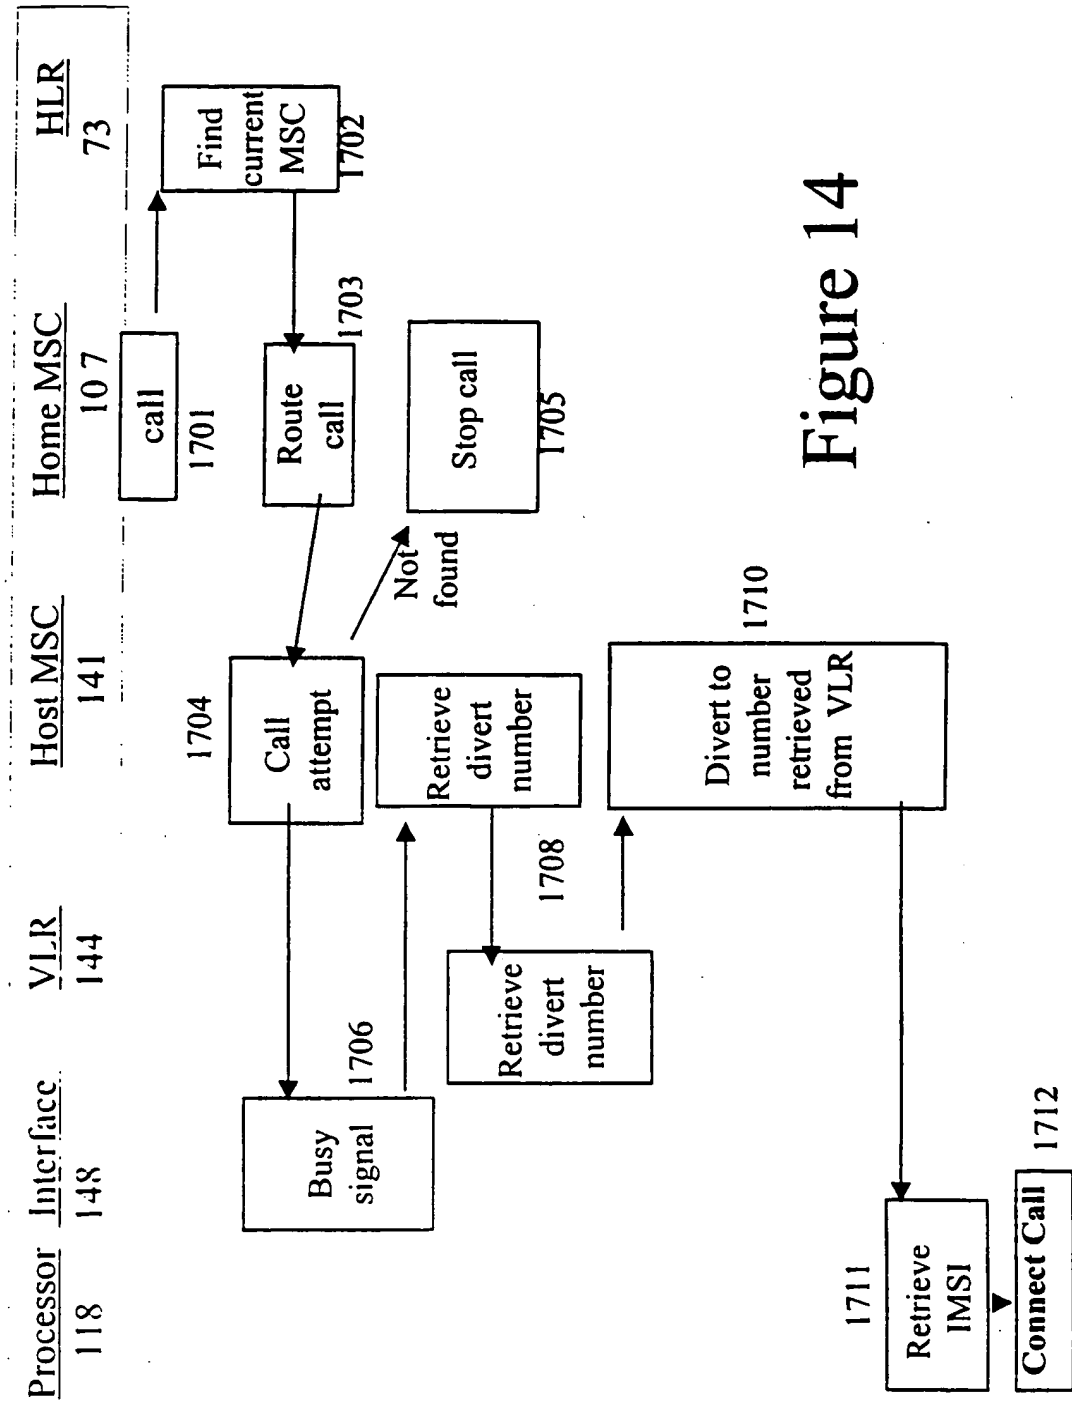 Processor
118
Interface
148
VLR
144
Host MSC
141
Home MSC
10 7
HLR
73
call
1701
Find
current
MSC
1702
Route
call
1703
1704
Call
attempt
Not
found
Stop call
1705
Busy
signal
1706
Retrieve
divert
number
Retrieve
divert
number
1708
Divert to
number
retrieved
from VLR
1710
1711
Retrieve
IMSI
Connect Call
1712
Figure 14